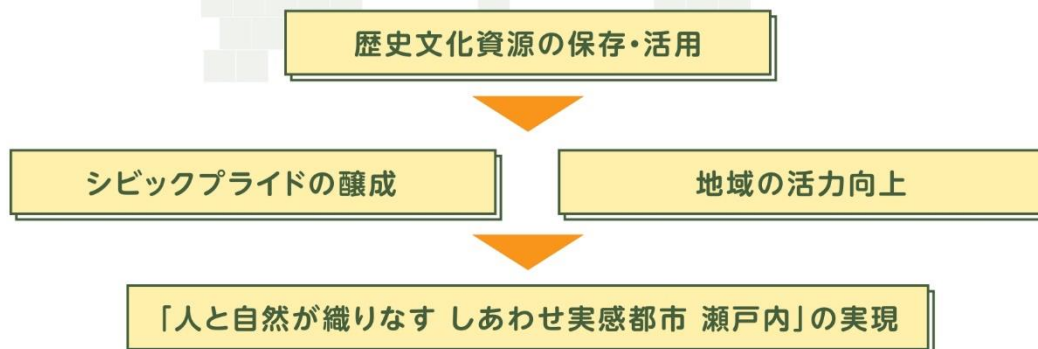 歴史文化資源の保存・活用
シビックプライドの醸成
地域の活力向上
「人と自然が織りなす しあわせ実感都市 瀬戸内」の実現